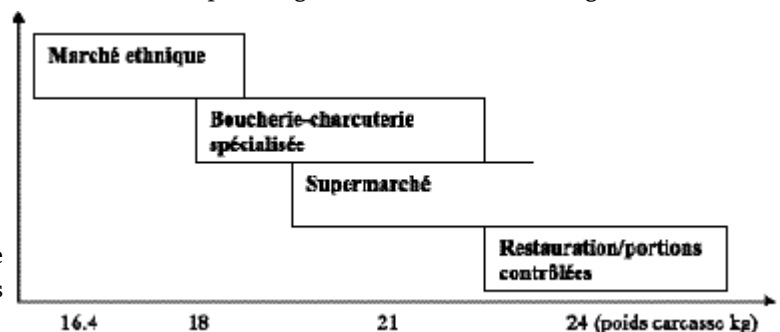 Marché ethnique
Boucherie-charcuterie
spécialisée
Supermarché
Restauration/portions
contrôlées
e
s
16.4 18 21 24 (poids carcasse kg)